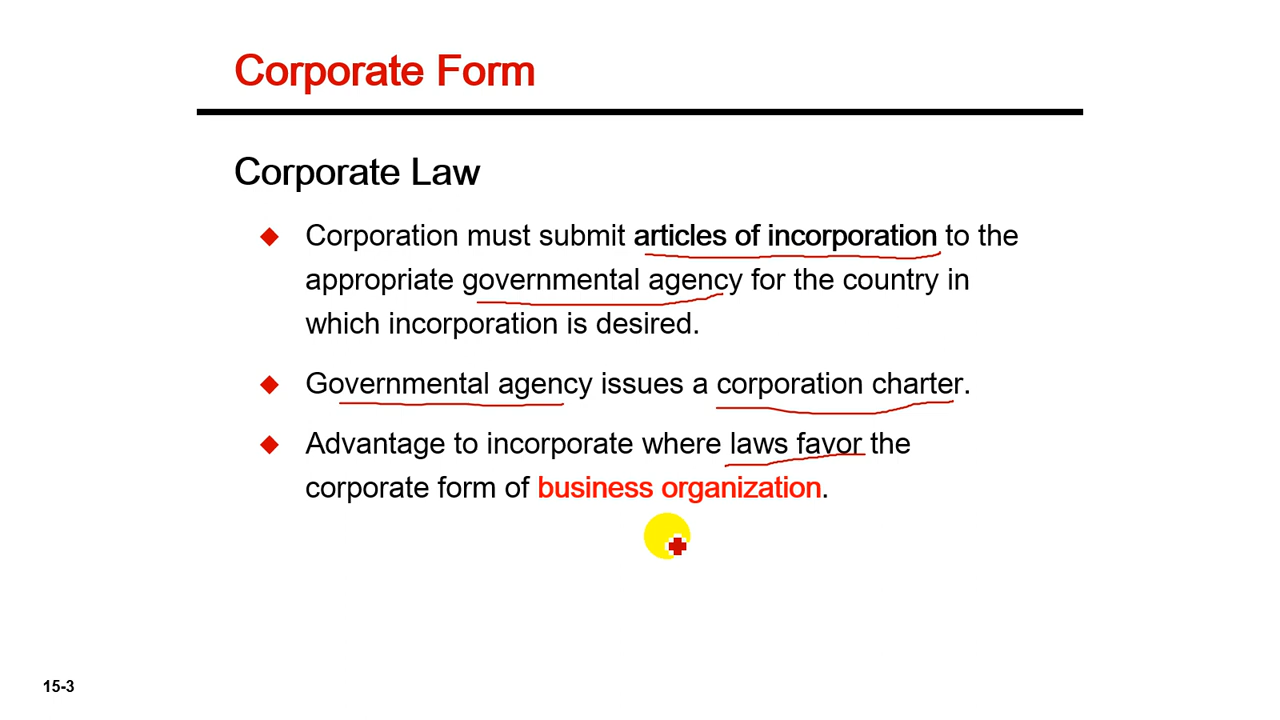 Corporate Form
Corporate Law
Corporation must submit articles of incorporation to the
appropriate governmental agency for the country in
which incorporation is desired.
Governmental agency issues a corporation charter.
Advantage to incorporate where laws favor the
corporate form of business organization.
15-3